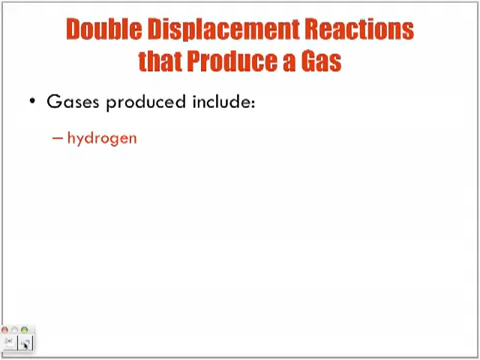 Double Displacement Reactions
that Produce a Gas
• Gases produced include:
– hydrogen